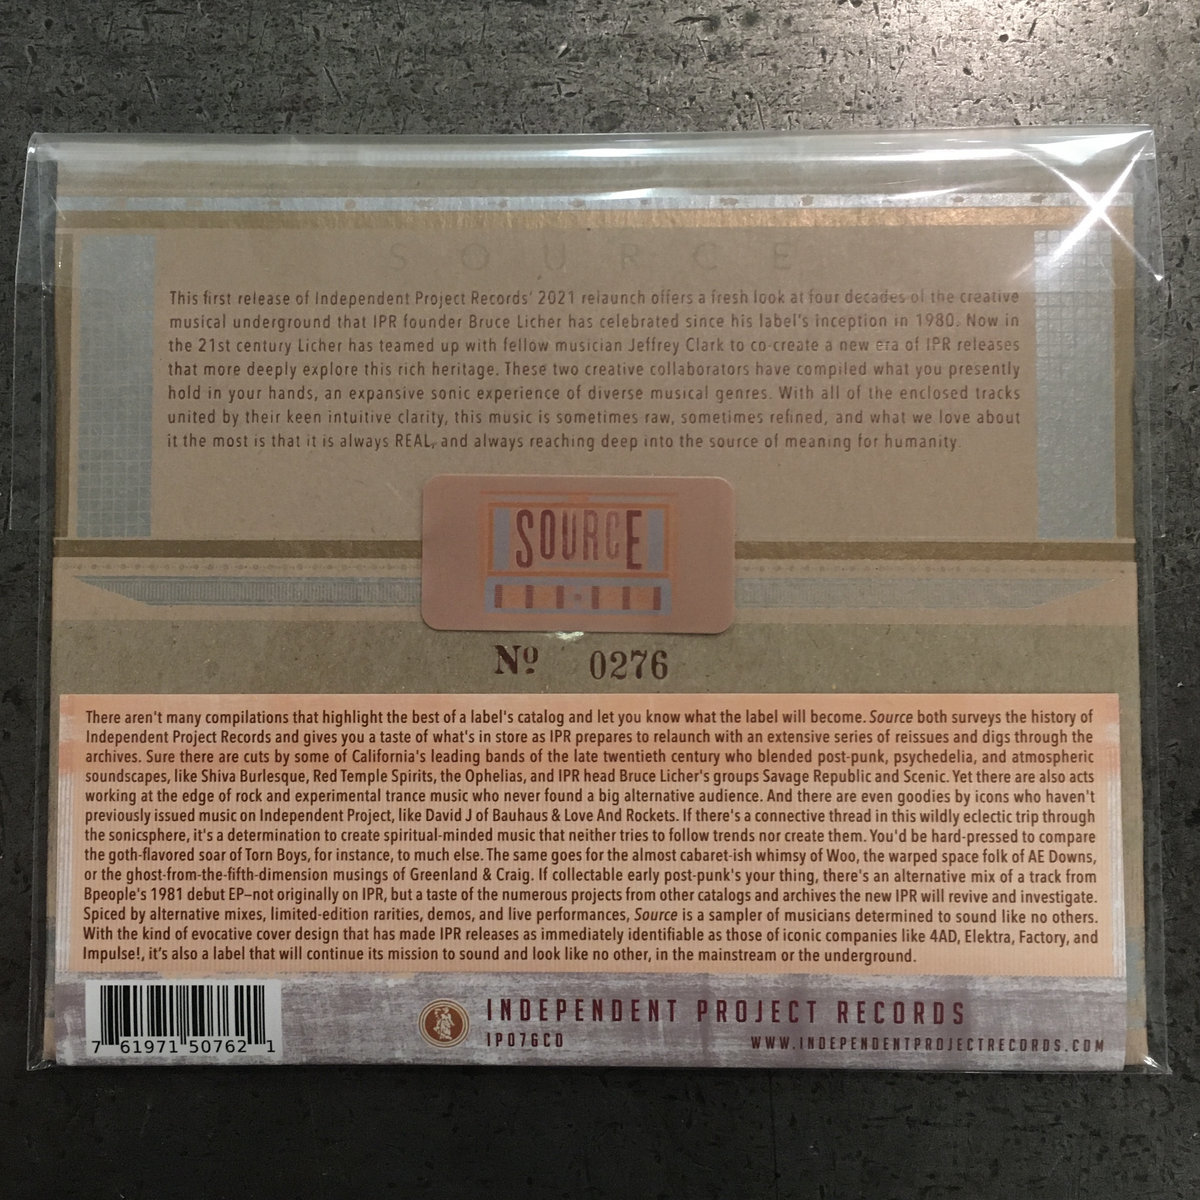 SOURCE
This first release of Independent Project Records' 2021 relaunch offers a fresh look at four decades of the creative
musical underground that IPR founder Bruce Licher has celebrated since his label's inception in 1980. Now in
the 21st century Licher has teamed up with fellow musician Jeffrey Clark to co-create a new era of IPR releases
that more deeply explore this rich heritage. These two creative collaborators have compiled what you presently
hold in your hands, an expansive sonic experience of diverse musical genres. With all of the enclosed tracks
united by their keen intuitive clarity, this music is sometimes raw, sometimes refined, and what we love about
it the most is that it is always REAL, and always reaching deep into the source of meaning for humanity.
SOURCE
Nº 0276
There aren't many compilations that highlight the best of a label's catalog and let you know what the label will become. Source both surveys the history of
Independent Project Records and gives you a taste of what's in store as IPR prepares to relaunch with an extensive series of reissues and digs through the
archives. Sure there are cuts by some of California's leading bands of the late twentieth century who blended post-punk, psychedelia, and atmospheric
soundscapes, like Shiva Burlesque, Red Temple Spirits, the Ophelias, and IPR head Bruce Licher's groups Savage Republic and Scenic. Yet there are also acts
working at the edge of rock and experimental trance music who never found a big alternative audience. And there are even goodies by icons who haven't
previously issued music on Independent Project, like David J of Bauhaus & Love And Rockets. If there's a connective thread in this wildly eclectic trip through
the sonicsphere, it's a determination to create spiritual-minded music that neither tries to follow trends nor create them. You'd be hard-pressed to compare
the goth-flavored soar of Torn Boys, for instance, to much else. The same goes for the almost cabaret-ish whimsy of Woo, the warped space folk of AE Downs,
or the ghost-from-the-fifth-dimension musings of Greenland & Craig. If collectable early post-punk's your thing, there's an alternative mix of a track from
Bpeople's 1981 debut EP—not originally on IPR, but a taste of the numerous projects from other catalogs and archives the new IPR will revive and investigate.
Spiced by alternative mixes, limited-edition rarities, demos, and live performances, Source is a sampler of musicians determined to sound like no others.
With the kind of evocative cover design that has made IPR releases as immediately identifiable as those of iconic companies like 4AD, Elektra, Factory, and
Impulse!, it's also a label that will continue its mission to sound and look like no other, in the mainstream or the underground.
INDEPENDENT PROJECT RECORDS
IP076CD
WWW.INDEPENDENTPROJECTRECORDS.COM
7 61971 50762 1